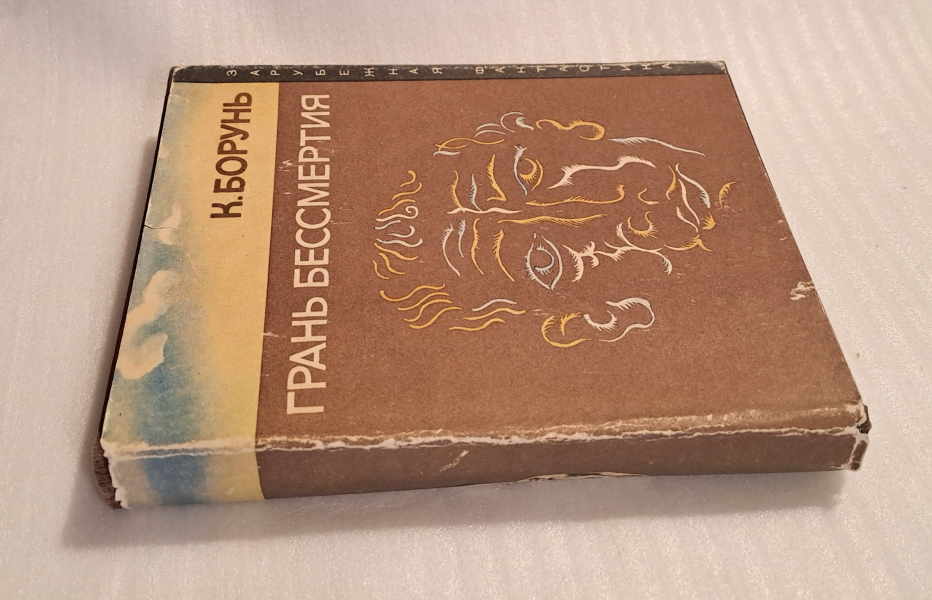 К. БОРУНЬ
ГРАНЬ БЕССМЕРТИЯ
ЗАРУБЕЖНАЯ ФАНТАСТИКА